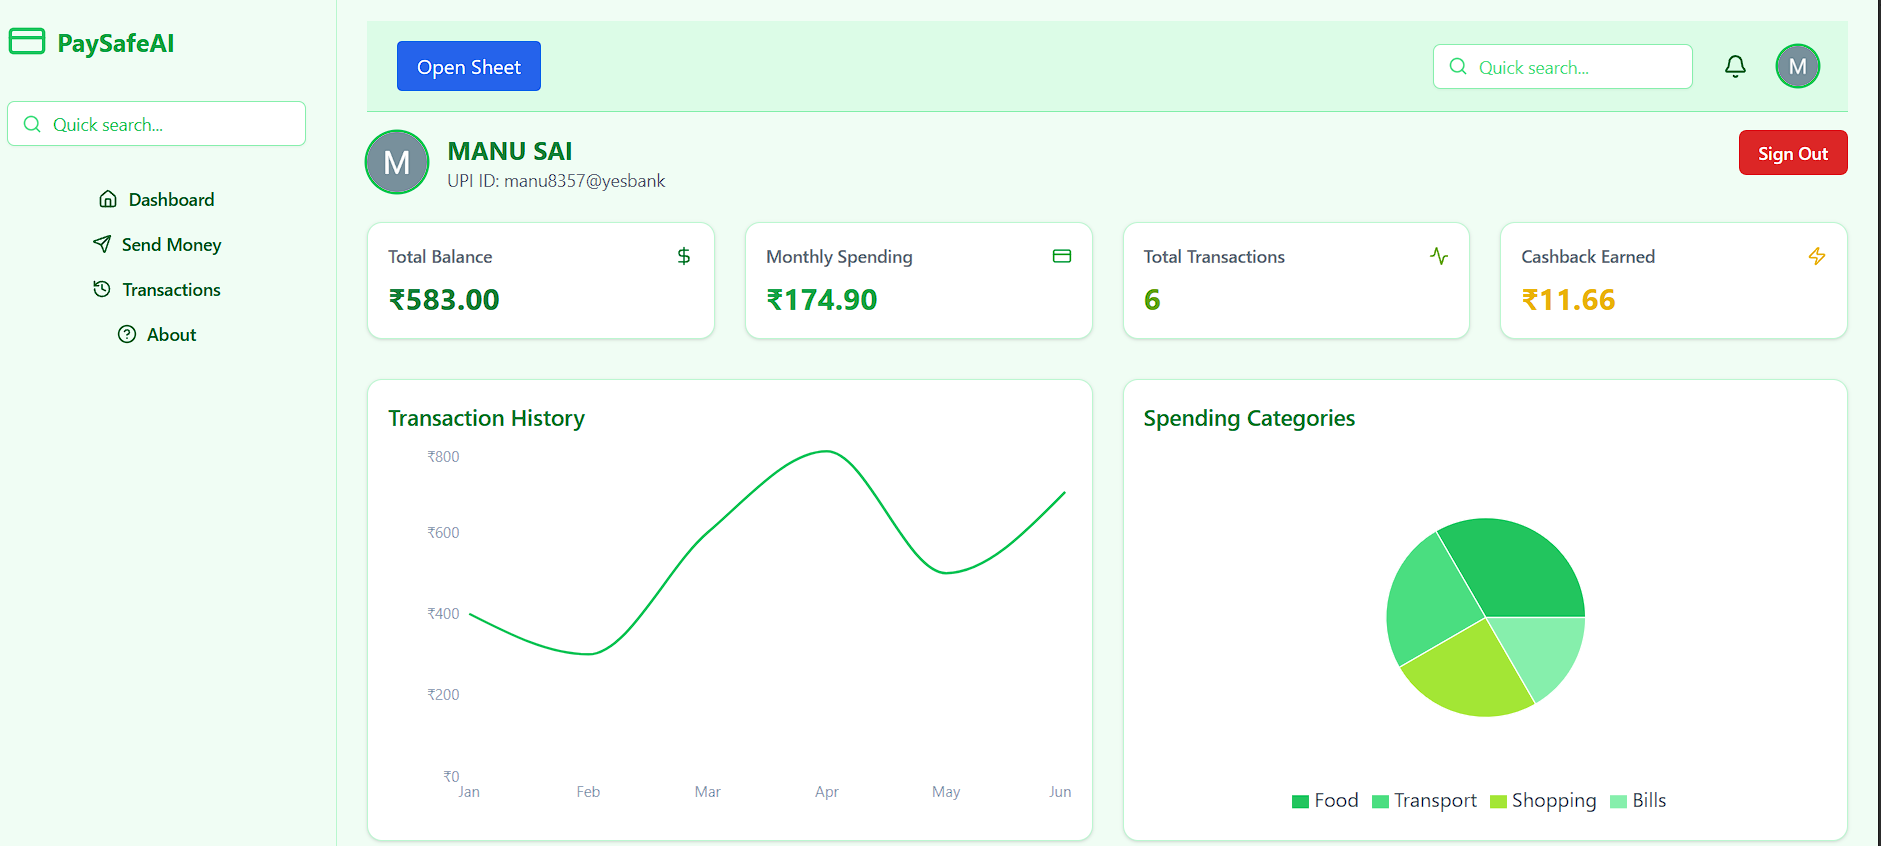 PaySafeAI
Quick search...
Dashboard
Send Money
Transactions
About
Open Sheet
Quick search...
M
M
MANU SAI
UPI ID: manu8357@yesbank
Sign Out
Total Balance
$
₹583.00
Monthly Spending
₹174.90
Total Transactions
6
Cashback Earned
₹11.66
Transaction History
₹800
₹600
₹400
₹200
₹0
Jan Feb Mar Apr May Jun
Spending Categories
Food Transport Shopping Bills